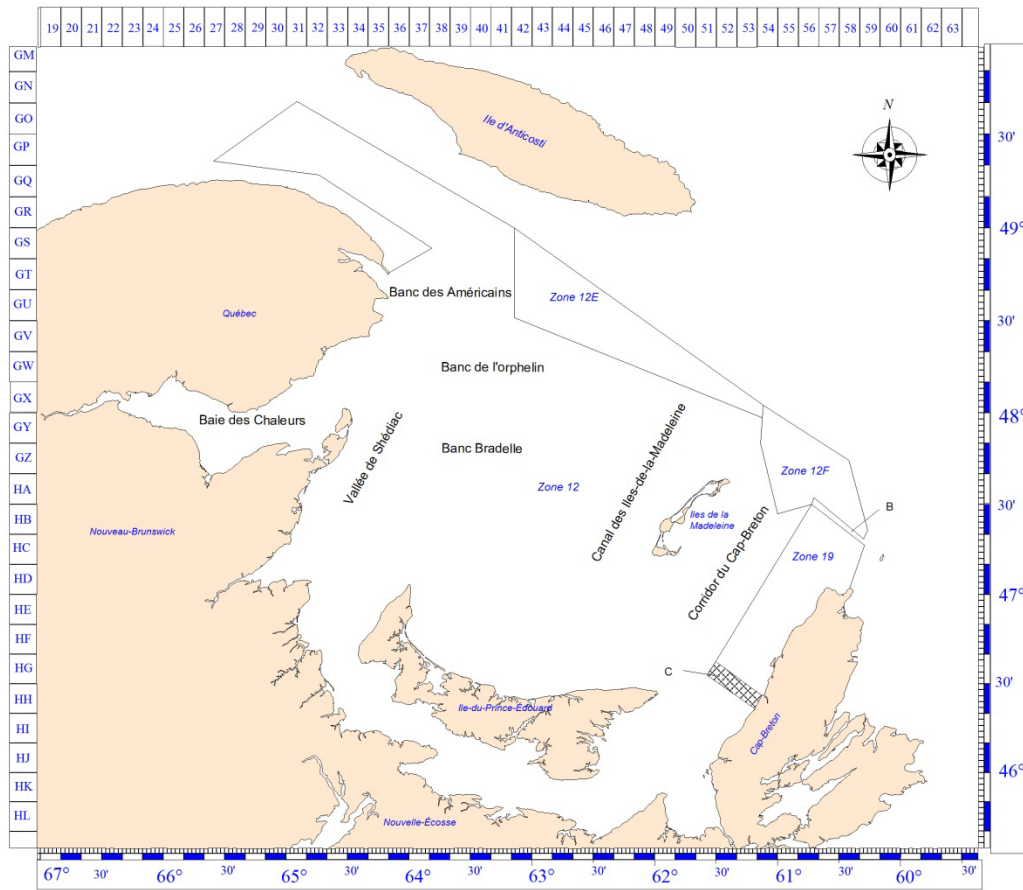 19 20 21 22 23 24 25 26 27 28 29 30 31 32 33 34 35 36 37 38 39 40 41 42 43 44 45 46 47 48 49 50 51 52 53 54 55 56 57 58 59 60 61 62 63
GM
GN
GO
GP
GQ
GR
GS
GT
GU
GV
GW
GX
GY
GZ
HA
HB
HC
HD
HE
HF
HG
HH
HI
HJ
HK
HL
Ile d'Anticosti
N
Banc des Américains
Zone 12E
Québec
Banc de l'orphelin
Baie des Chaleurs
Vallée de Shédiac
Banc Bradelle
Zone 12
Canal des Iles-de-la-Madeleine
Iles de la
Madeleine
Corridor du Cap-Breton
Zone 12F
B
Nouveau-Brunswick
Zone 19
C
Ile-du-Prince-Édouard
Cap-Breton
Nouvelle-Écosse
30'
49°
30'
48°
30'
47°
30'
46°
67° 30' 66° 30' 65° 30' 64° 30' 63° 30' 62° 30' 61° 30' 60° 30'